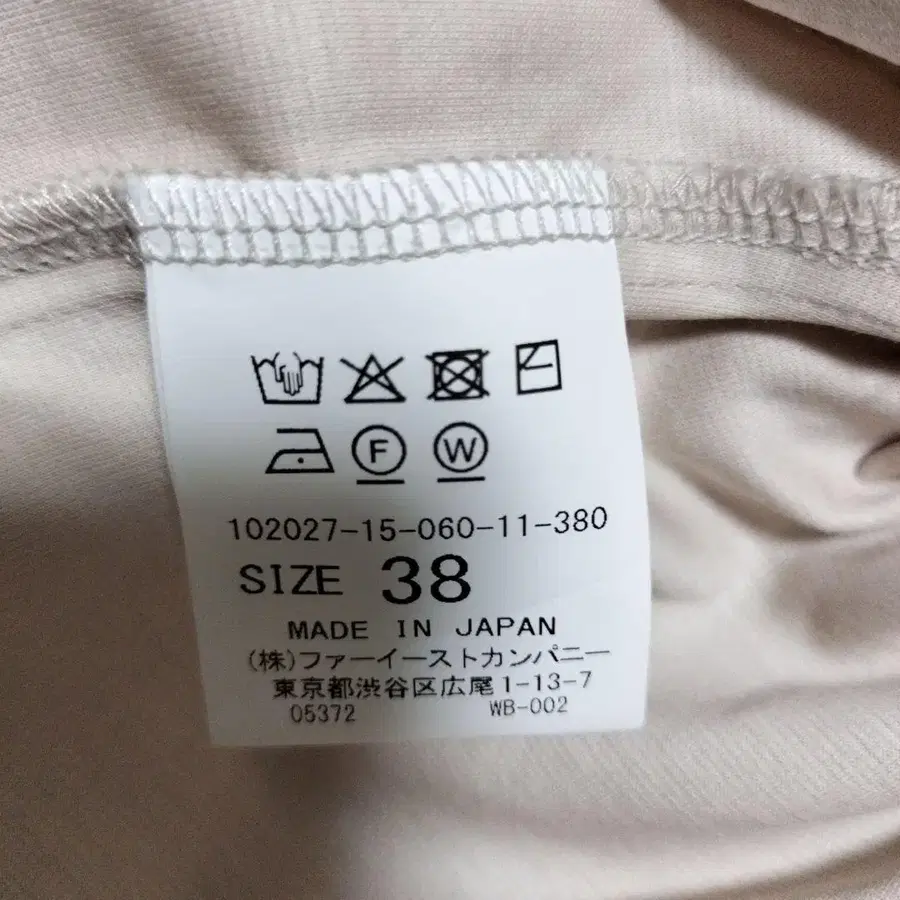 F W
102027-15-060-11-380
SIZE 38
MADE IN JAPAN
(株)ファーイーストカンパニー
東京都渋谷区広尾1-13-7
05372 WB-002